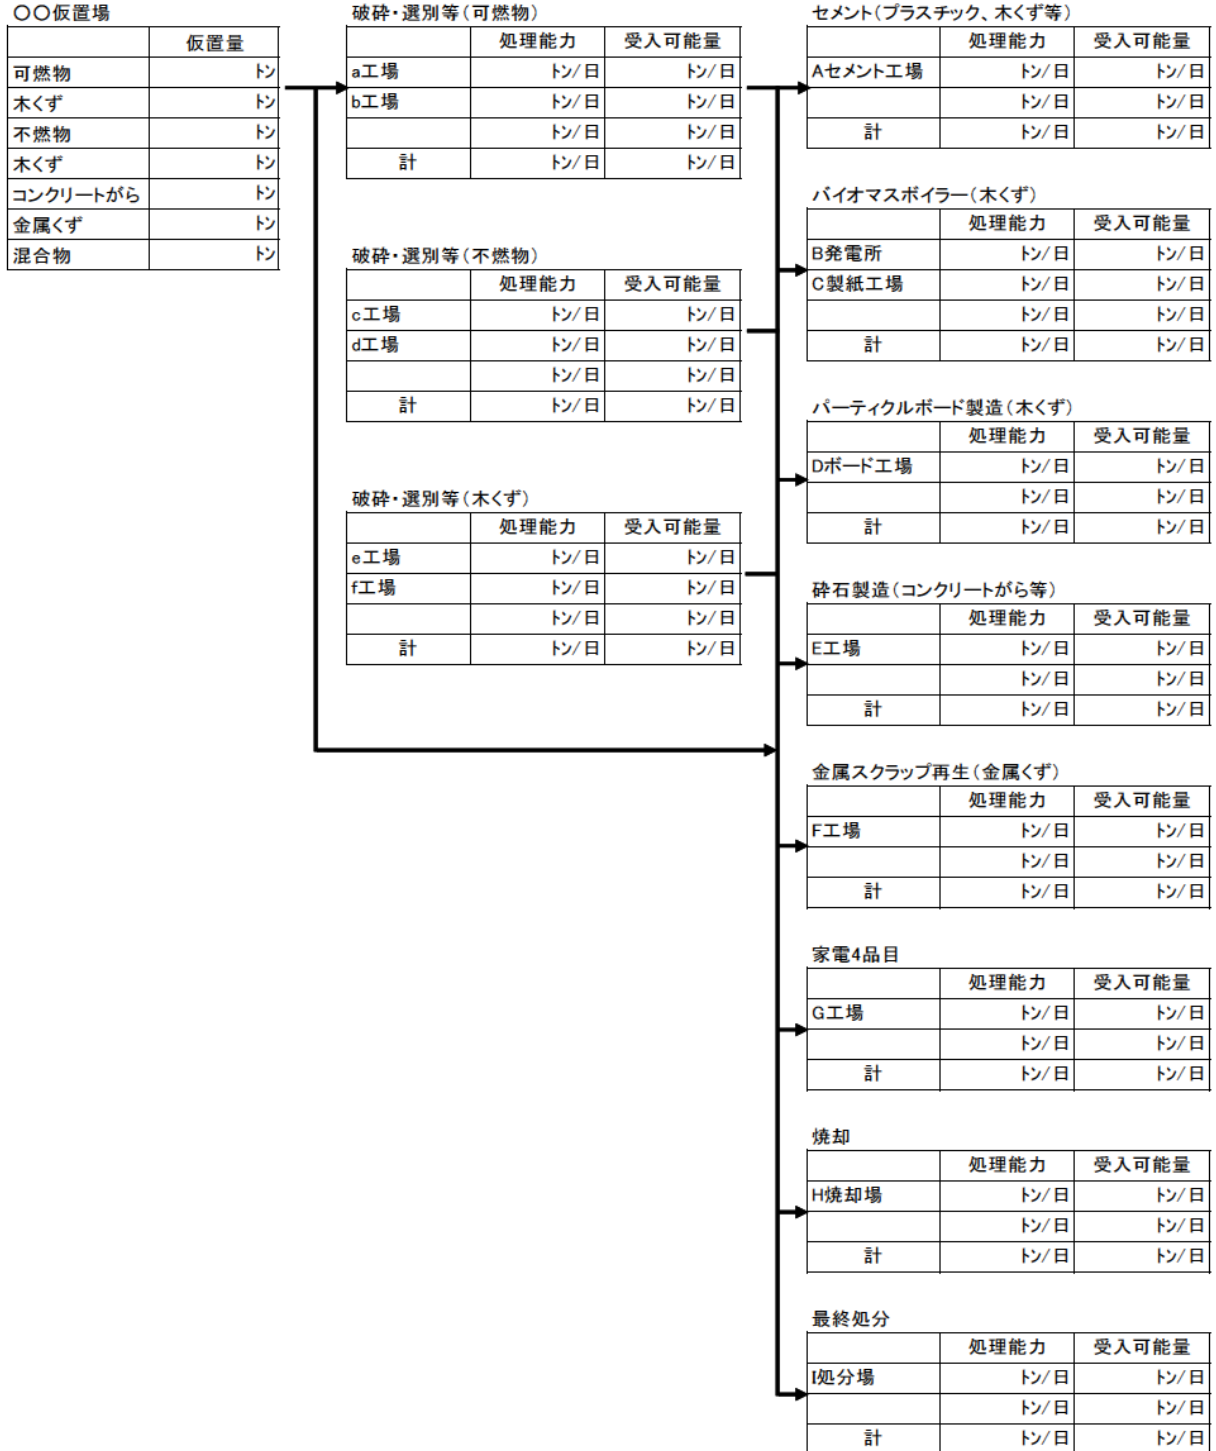 〇〇仮置場
仮置量
可燃物 トン
木くず トン
不燃物 トン
木くず トン
コンクリートがら トン
金属くず トン
混合物 トン
破砕・選別等(可燃物)
処理能力 受入可能量
a工場 トン/日 トン/日
b工場 トン/日 トン/日
トン/日 トン/日
計 トン/日 トン/日
破砕・選別等(不燃物)
処理能力 受入可能量
c工場 トン/日 トン/日
d工場 トン/日 トン/日
トン/日 トン/日
計 トン/日 トン/日
破砕・選別等(木くず)
処理能力 受入可能量
e工場 トン/日 トン/日
f工場 トン/日 トン/日
トン/日 トン/日
計 トン/日 トン/日
セメント(プラスチック、木くず等)
処理能力 受入可能量
Aセメント工場 トン/日 トン/日
トン/日 トン/日
計 トン/日 トン/日
バイオマスボイラー(木くず)
処理能力 受入可能量
B発電所 トン/日 トン/日
C製紙工場 トン/日 トン/日
トン/日 トン/日
計 トン/日 トン/日
パーティクルボード製造(木くず)
処理能力 受入可能量
Dボード工場 トン/日 トン/日
トン/日 トン/日
計 トン/日 トン/日
砕石製造(コンクリートがら等)
処理能力 受入可能量
E工場 トン/日 トン/日
トン/日 トン/日
計 トン/日 トン/日
金属スクラップ再生(金属くず)
処理能力 受入可能量
F工場 トン/日 トン/日
トン/日 トン/日
計 トン/日 トン/日
家電4品目
処理能力 受入可能量
G工場 トン/日 トン/日
トン/日 トン/日
計 トン/日 トン/日
焼却
処理能力 受入可能量
H焼却場 トン/日 トン/日
トン/日 トン/日
計 トン/日 トン/日
最終処分
処理能力 受入可能量
I処分場 トン/日 トン/日
トン/日 トン/日
計 トン/日 トン/日